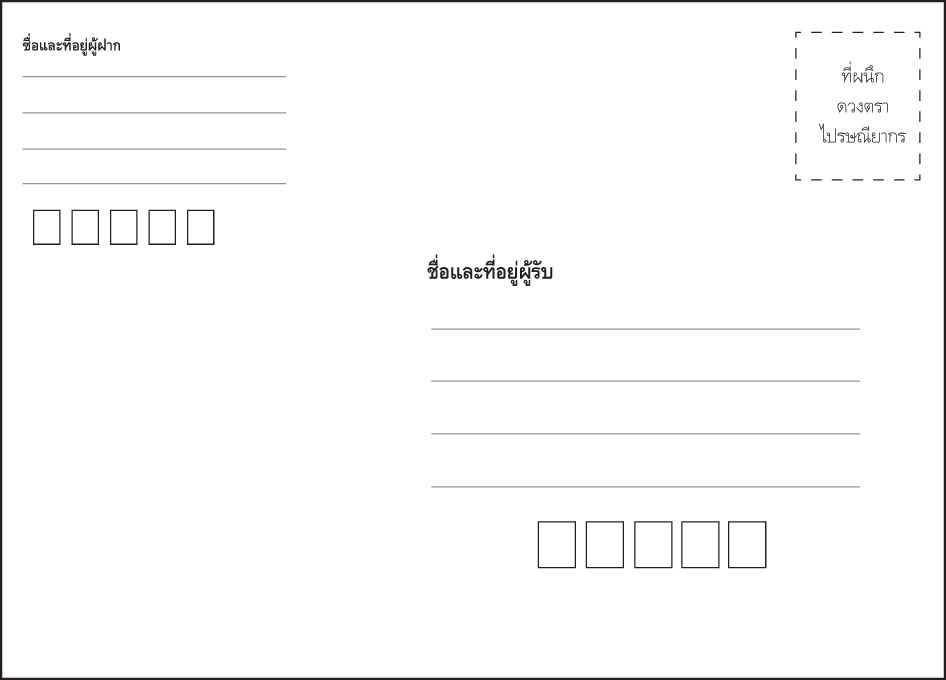 ชื่อและที่อยู่ผู้ฝาก
ที่ผนึก
ดวงตรา
ไปรษณียากร
ชื่อและที่อยู่ผู้รับ